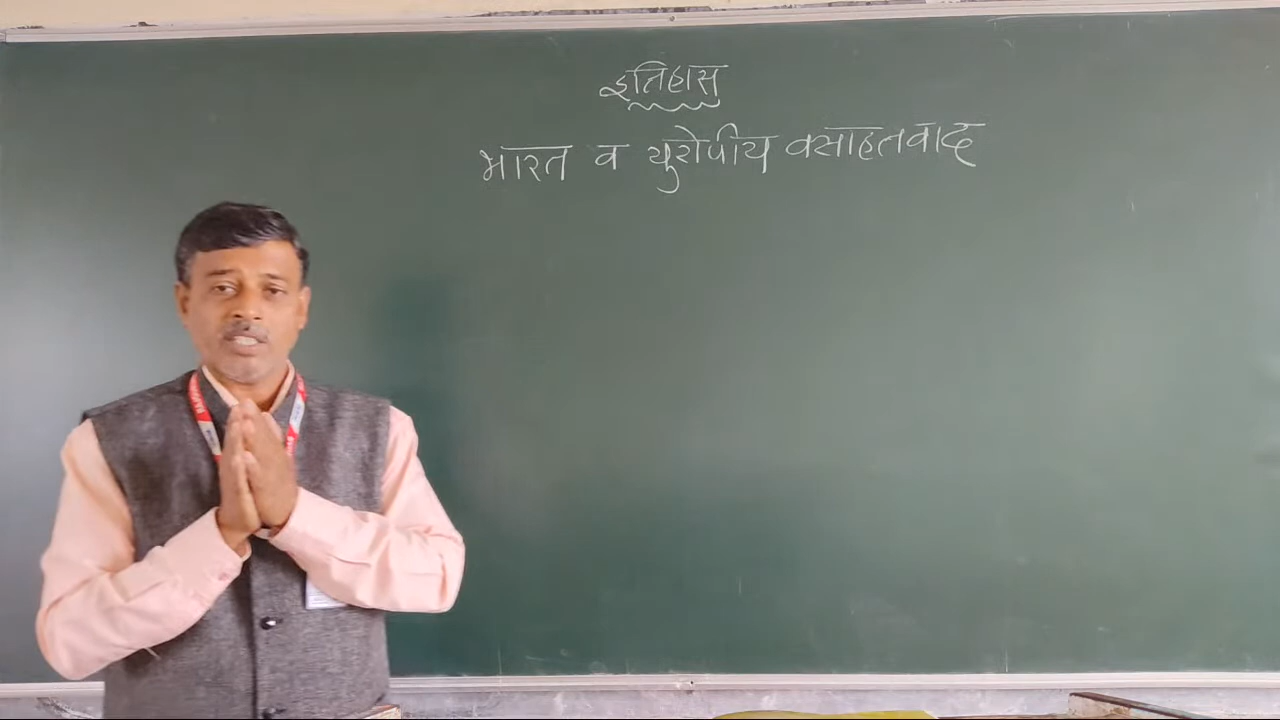 इतिहास
भारत व युरोपीय वसाहतवाद